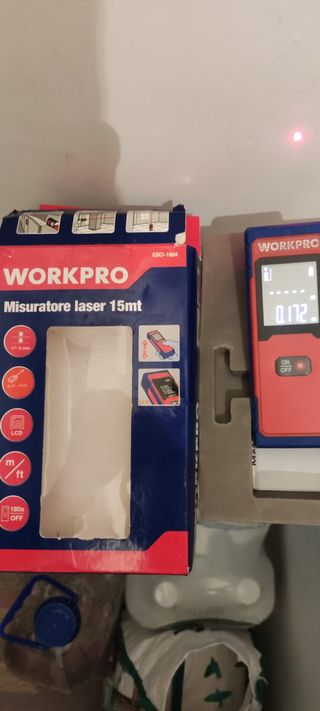 GSCI-1604
WORKPRO
Misuratore laser 15mt
LCD
m/ft
180s
OFF
WORKPRO
0.172
ON
OFF